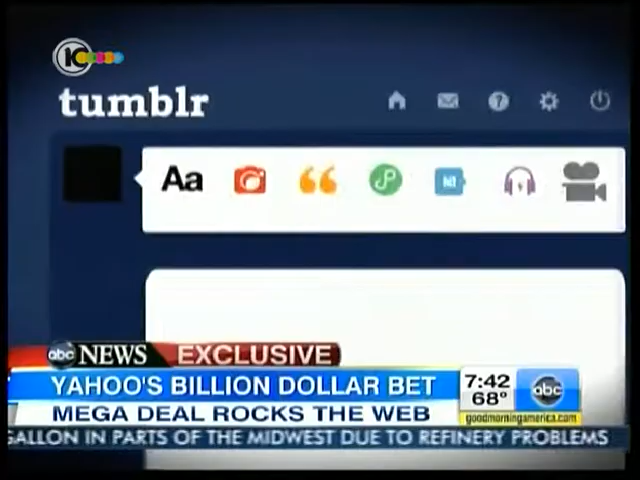 10
tumblr
Aa
abc NEWS EXCLUSIVE
YAHOO'S BILLION DOLLAR BET
MEGA DEAL ROCKS THE WEB
7:42
68°
abc
goodmorningamerica.com
GALLON IN PARTS OF THE MIDWEST DUE TO REFINERY PROBLEMS